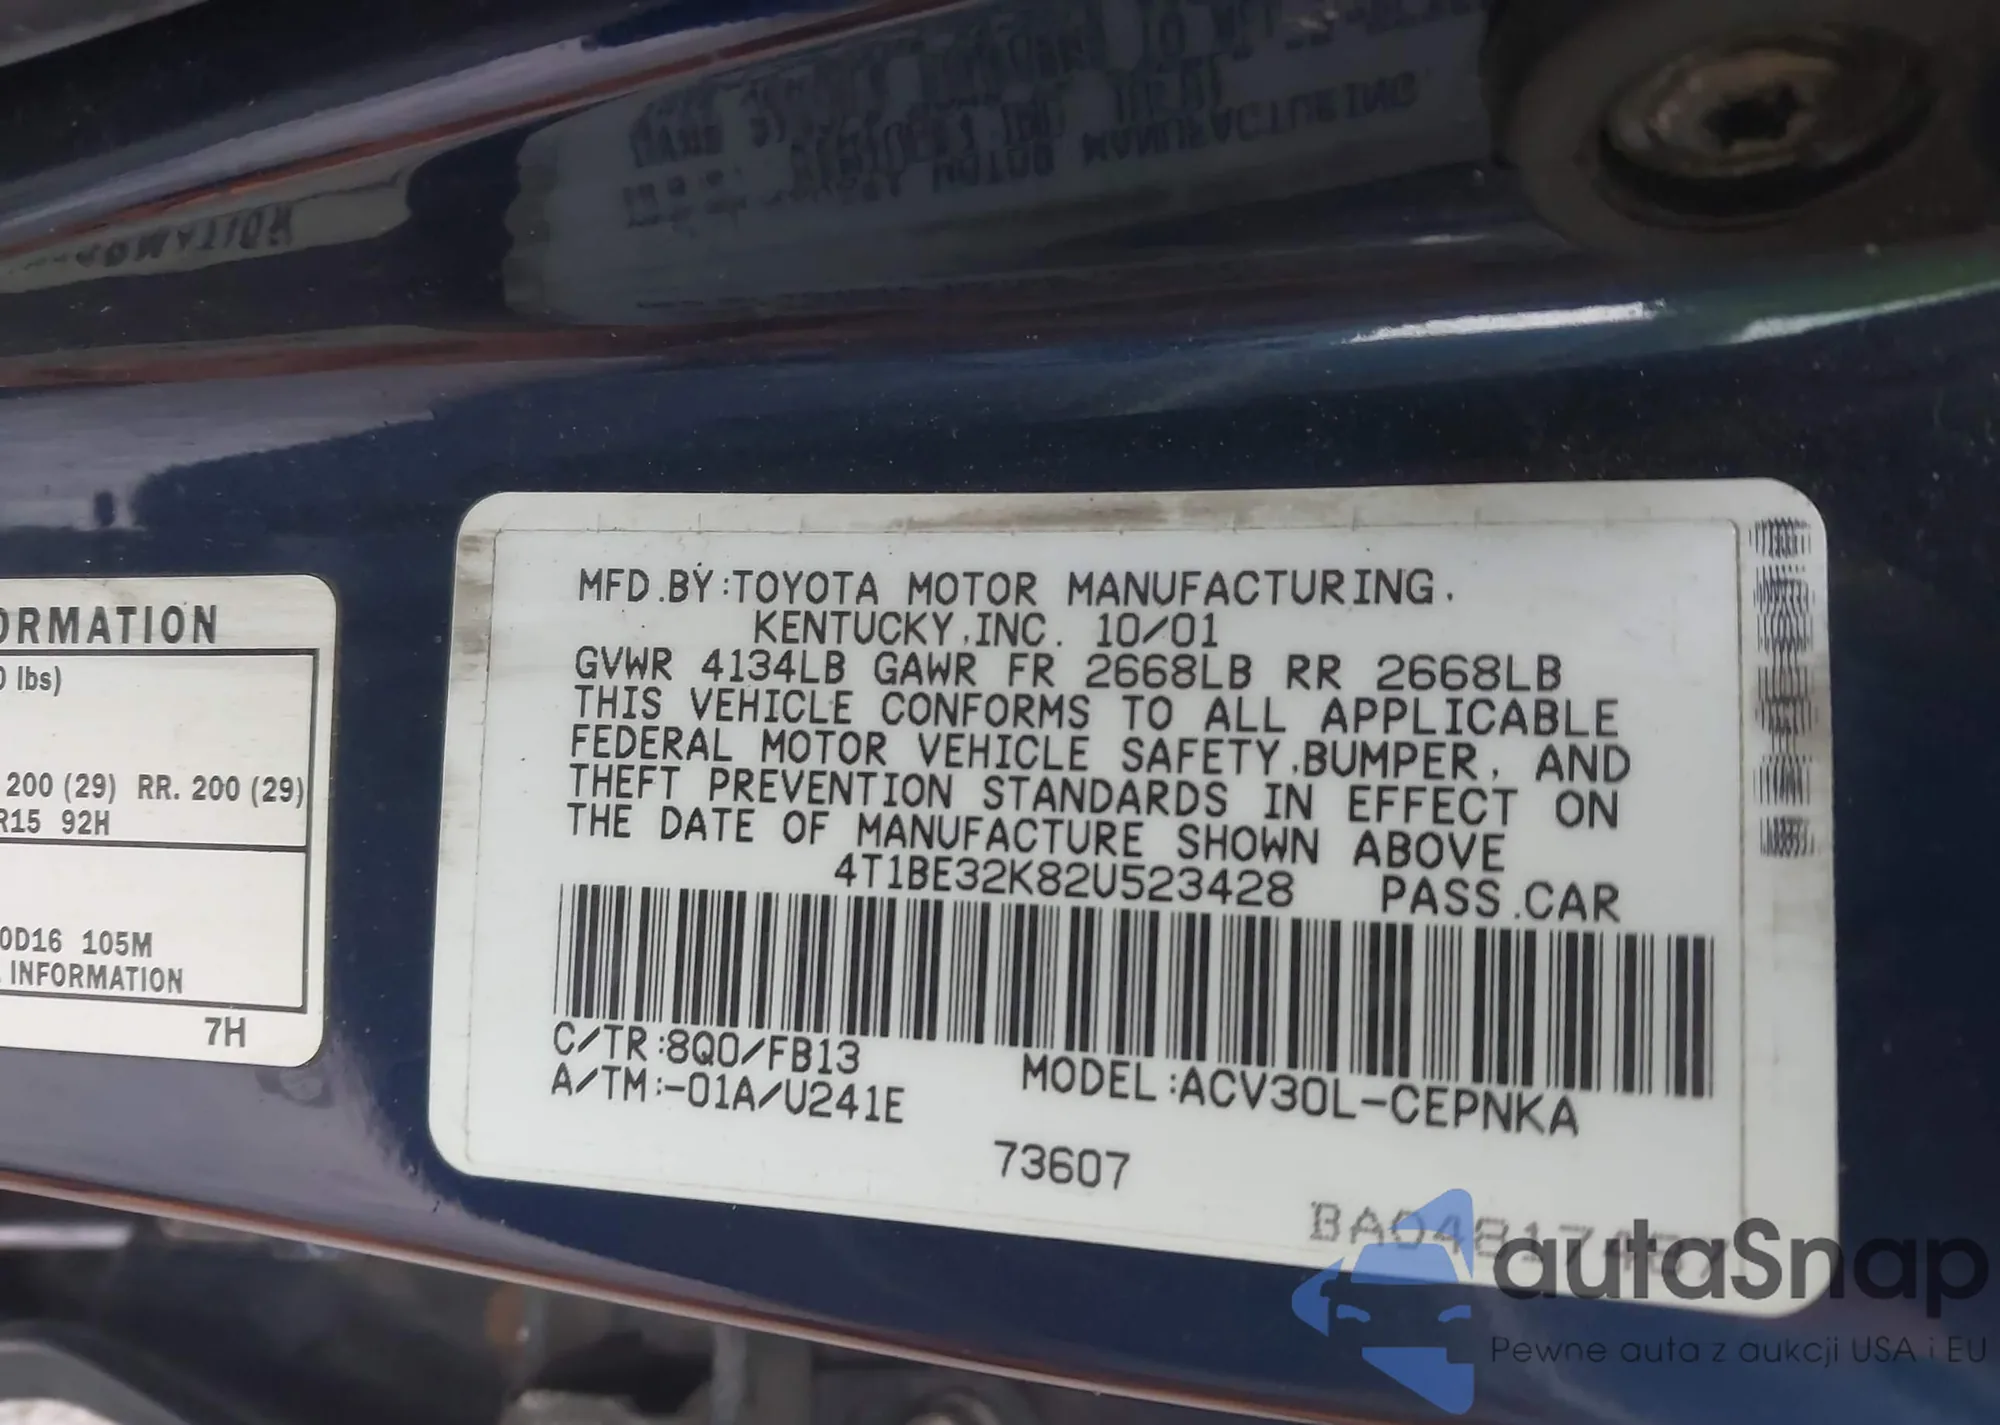 ORMATION
0 lbs)
200 (29) RR. 200 (29)
R15 92H
0D16 105M
INFORMATION
7H
MFD.BY:TOYOTA MOTOR MANUFACTURING.
KENTUCKY,INC. 10/01
GVWR 4134LB GAWR FR 2668LB RR 2668LB
THIS VEHICLE CONFORMS TO ALL APPLICABLE
FEDERAL MOTOR VEHICLE SAFETY,BUMPER, AND
THEFT PREVENTION STANDARDS IN EFFECT ON
THE DATE OF MANUFACTURE SHOWN ABOVE
4T1BE32K82U523428 PASS.CAR
C/TR:8Q0/FB13
A/TM:-01A/U241E
MODEL:ACV30L-CEPNKA
73607
autaSnap
Pewne auta z aukcji USA i EU